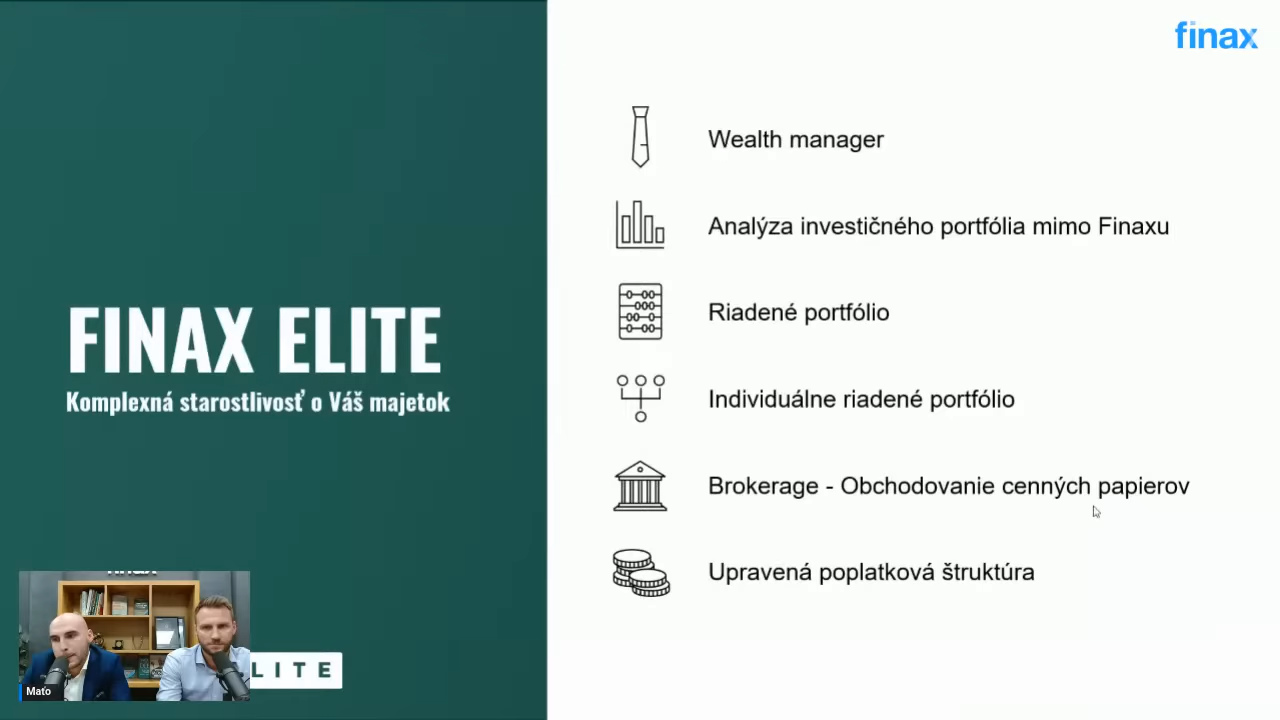 finax
Wealth manager
Analýza investičného portfólia mimo Finaxu
Riadené portfólio
FINAX ELITE
Komplexná starostlivosť o Váš majetok
Individuálne riadené portfólio
Brokerage - Obchodovanie cenných papierov
Upravená poplatková štruktúra
LITE
Maťo